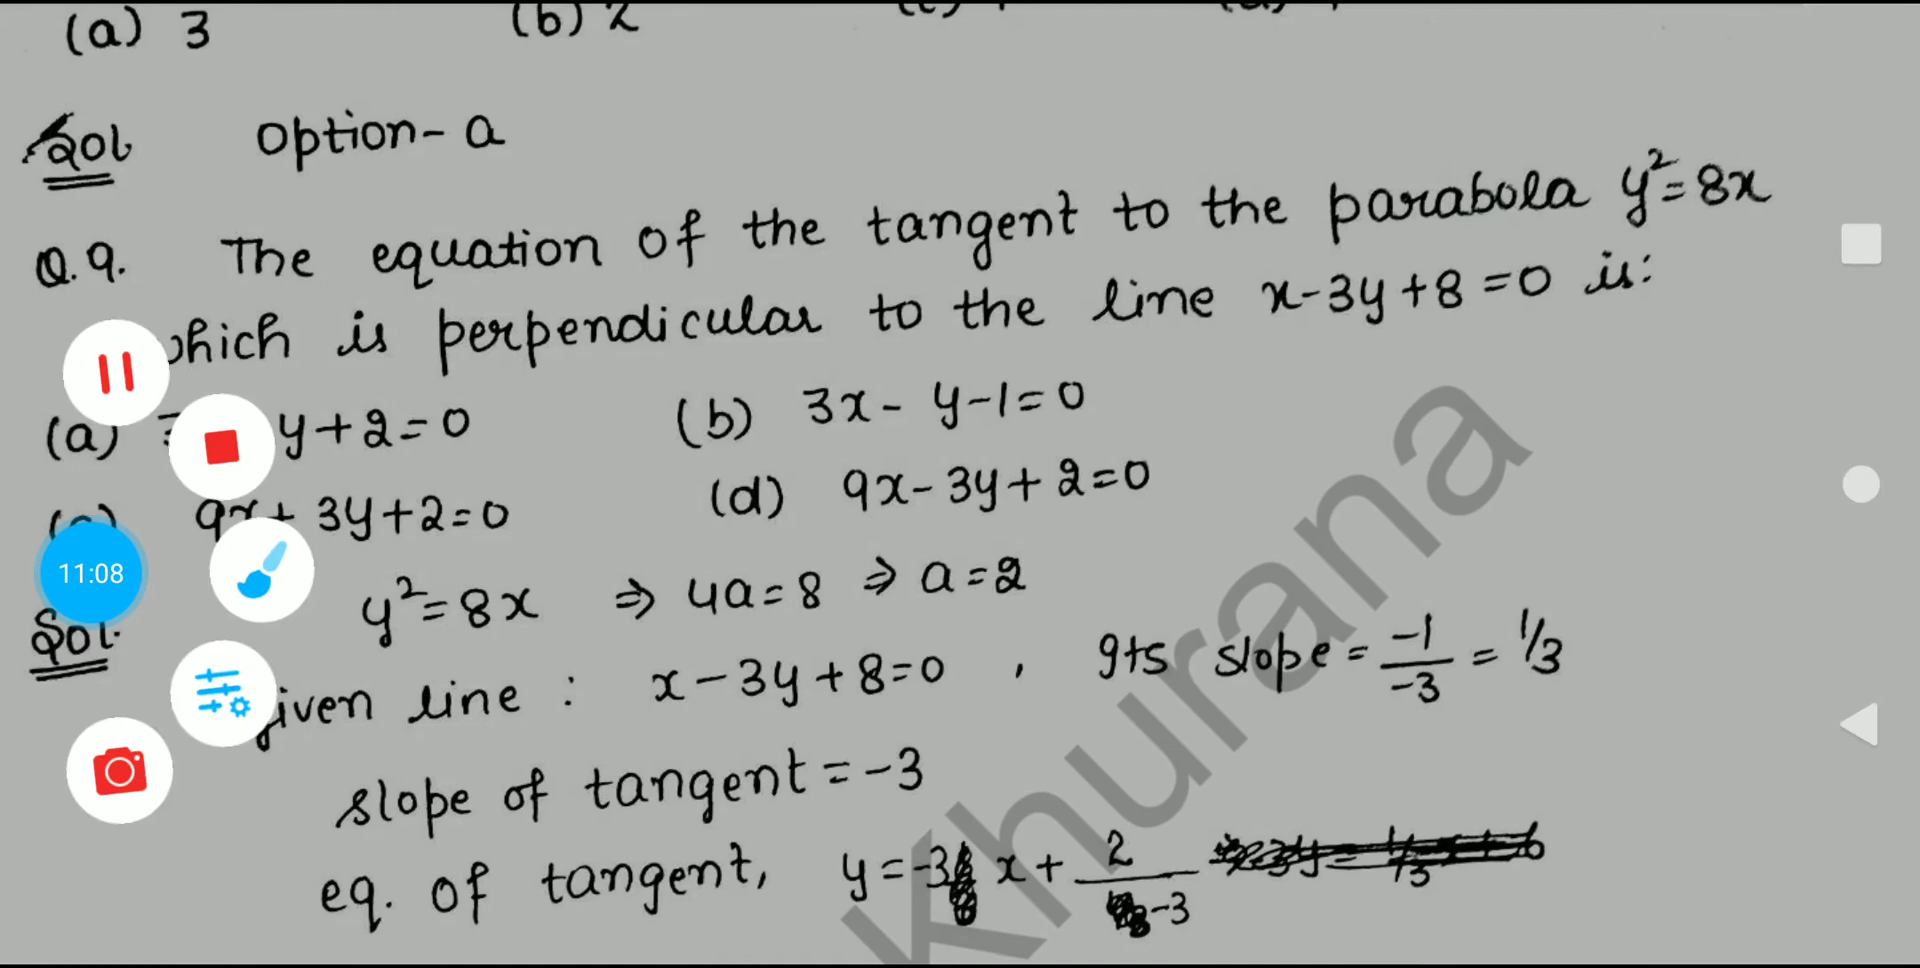 (a) 3 (b) 2
Sol. option-a
Q.9. The equation of the tangent to the parabola y²=8x
which is perpendicular to the line x-3y+8=0 is:
(a) y+2=0 (b) 3x-y-1=0
(c) 9x+3y+2=0 (d) 9x-3y+2=0
11:08
Sol. y²=8x ⇒ 4a=8 ⇒ a=2
given line : x-3y+8=0 , Its slope = -1/-3 = 1/3
slope of tangent = -3
eq. of tangent, y = -3x + 2/-3
Khurana